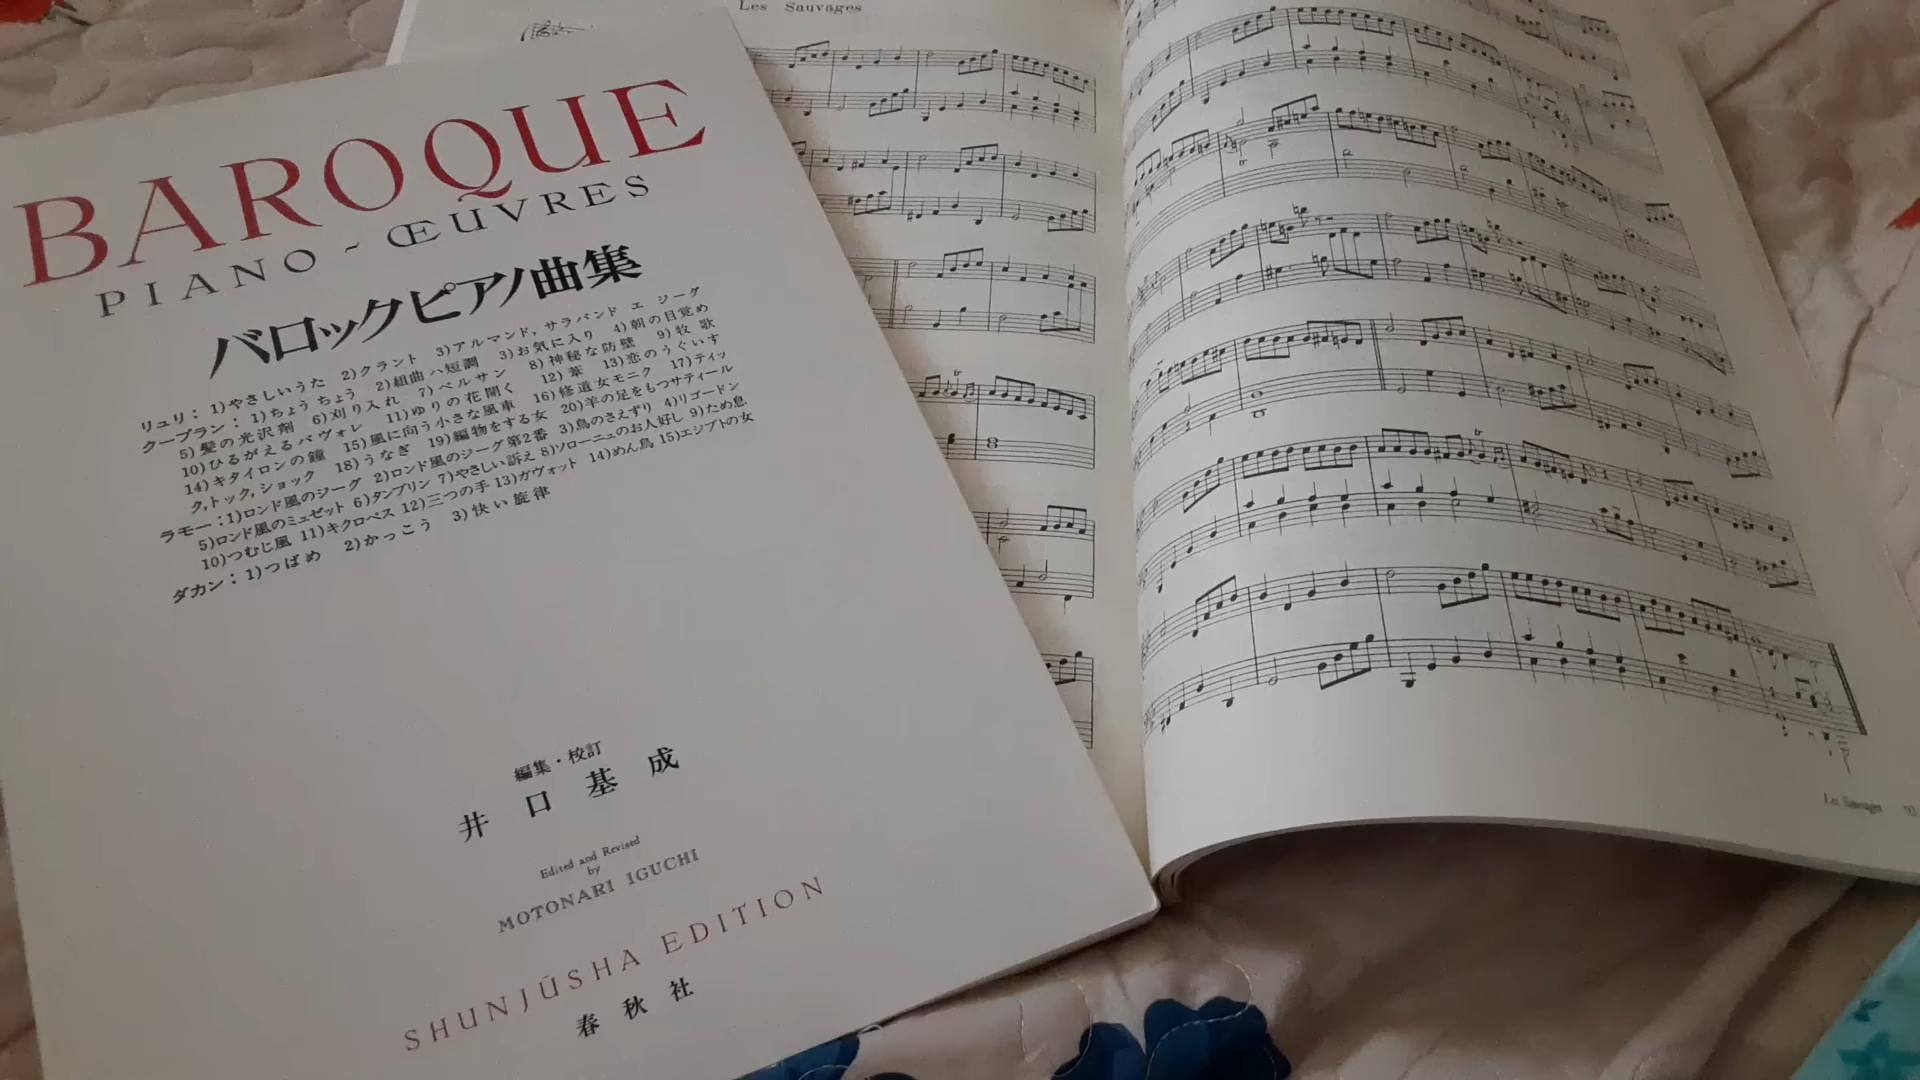 BAROQUE
PIANO ~ ŒUVRES
バロックピアノ曲集
リュリ: 1)やさしいうた 2)クラント 3)アルマンド,サラバンド エ ジーグ
クープラン: 1)ちょう ちょう 2)組曲 ハ短調 3)お気に入り 4)朝の目覚め
5)髪の光沢剤 6)刈り入れ 7)ベルサン 8)神秘な防壁 9)牧 歌
10)ひるがえるバヴォレ 11)ゆりの花開く 12)葦 13)恋のうぐいす
14)キタイロンの鐘 15)風に向う小さな風車 16)修道女モニク 17)ティッ
ク,トック,ショック 18)うなぎ 19)編物をする女 20)羊の足をもつサティール
ラモー: 1)ロンド風のジーグ 2)ロンド風のジーグ第2番 3)鳥のさえずり 4)リゴードン
5)ロンド風のミュゼット 6)タンブリン 7)やさしい訴え 8)ソローニュのお人好し 9)ため息
10)つむじ風 11)キクロペス 12)三つの手 13)ガヴォット 14)めん鳥 15)エジプトの女
ダカン: 1)つばめ 2)かっこう 3)快い旋律
編集・校訂
井口基成
Edited and Revised
by
MOTONARI IGUCHI
SHUNJŪSHA EDITION
春秋社
Les Sauvages
tr
tr
tr
Les Sauvages 93